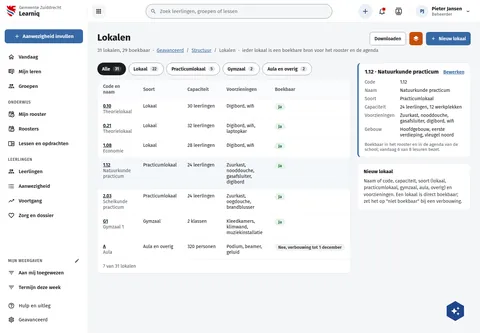 Gemeente Zuiddrecht
Learniq
Zoek leerlingen, groepen of lessen
PJ
Pieter Jansen
Beheerder
+ Aanwezigheid invullen
Vandaag
Mijn leren
Groepen
ONDERWIJS
Mijn rooster
Roosters
Lessen en opdrachten
LEERLINGEN
Leerlingen
Aanwezigheid
Voortgang
Zorg en dossier
MIJN WEERGAVEN
Aan mij toegewezen
Termijn deze week
Hulp en uitleg
Geavanceerd
Lokalen
31 lokalen, 29 boekbaar · Geavanceerd / Structuur / Lokalen · ieder lokaal is een boekbare bron voor het rooster en de agenda
Downloaden
+ Nieuw lokaal
Alle 31
Lokaal 22
Practicumlokaal 5
Gymzaal 2
Aula en overig 2
Code en naam
Soort
Capaciteit
Voorzieningen
Boekbaar
0.10
Theorielokaal
Lokaal
30 leerlingen
Digibord, wifi
Ja
0.21
Theorielokaal
Lokaal
32 leerlingen
Digibord, wifi, laptopkar
Ja
1.08
Economie
Lokaal
28 leerlingen
Digibord, wifi
Ja
1.12
Natuurkunde practicum
Practicumlokaal
24 leerlingen
Zuurkast, nooddouche, gasafsluiter, digibord
Ja
2.03
Scheikunde practicum
Practicumlokaal
24 leerlingen
Zuurkast, oogdouche, brandblusser
Ja
G1
Gymzaal 1
Gymzaal
2 klassen
Kleedkamers, klimwand, muziekinstallatie
Ja
A
Aula
Aula en overig
320 personen
Podium, beamer, geluid
Nee, verbouwing tot 1 december
7 van 31 lokalen
1.12 · Natuurkunde practicum
Bewerken
Code
1.12
Naam
Natuurkunde practicum
Soort
Practicumlokaal
Capaciteit
24 leerlingen, 12 werkplekken
Voorzieningen
Zuurkast, nooddouche, gasafsluiter, digibord, wifi
Gebouw
Hoofdgebouw, eerste verdieping, vleugel noord
Boekbaar in het rooster en in de agenda van de school; vandaag 6 van 8 lesuren bezet.
Nieuw lokaal
Naam of code, capaciteit, soort (lokaal, practicumlokaal, gymzaal, aula, overig) en voorzieningen. Een lokaal is direct boekbaar; zet het op "niet boekbaar" bij een verbouwing.